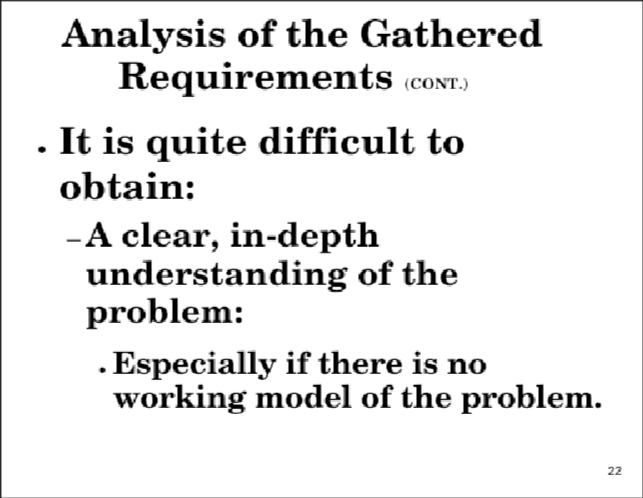 Analysis of the Gathered
Requirements (CONT.)
• It is quite difficult to
obtain:
– A clear, in-depth
understanding of the
problem:
• Especially if there is no
working model of the problem.
22